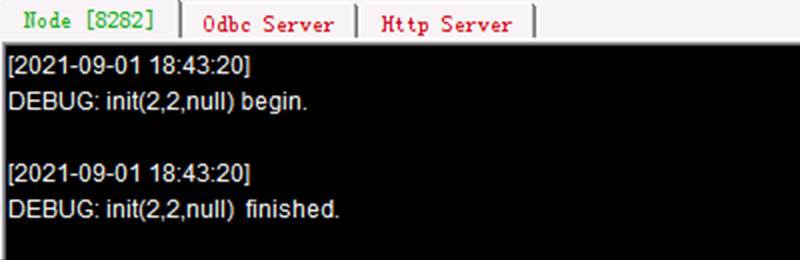 Node [8282] Odbc Server Http Server
[2021-09-01 18:43:20]
DEBUG: init(2,2,null) begin.
[2021-09-01 18:43:20]
DEBUG: init(2,2,null)  finished.